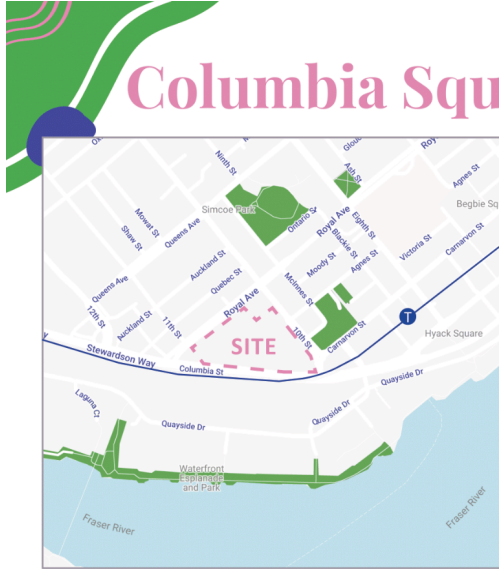 Columbia Squ
Ninth St
Ash St
Agnes St
Simcoe Park
Begbie Sq
Mowat St
Shaw St
Queens Ave
Ontario St
Royal Ave
Eighth St
Blackie St
Victoria St
Carnarvon St
Auckland St
Moody St
Agnes St
Queens Ave
Quebec St
McInnes St
12th St
Royal Ave
T
Auckland St
11th St
10th St
Carnarvon St
Hyack Square
SITE
Stewardson Way
Columbia St
Quayside Dr
Laguna Ct
Quayside Dr
Quayside Dr
Waterfront
Esplanade
and Park
Fraser River
Fraser River